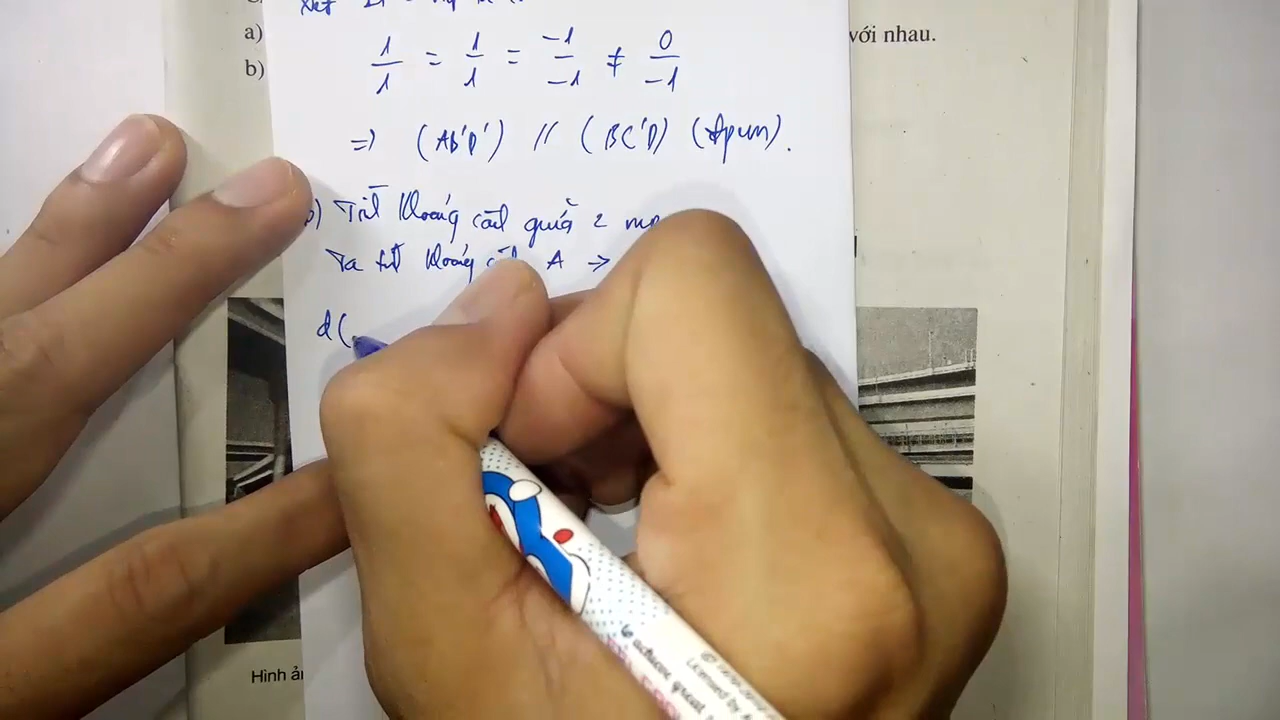 a)
b)
với nhau.
1/1 = 1/1 = -1/-1 ≠ 0/-1
=> (AB'D') // (BC'D) (đpcm).
b) Tính khoảng cách giữa 2 mp
Ta tính khoảng cách A →
d(
Hình ả